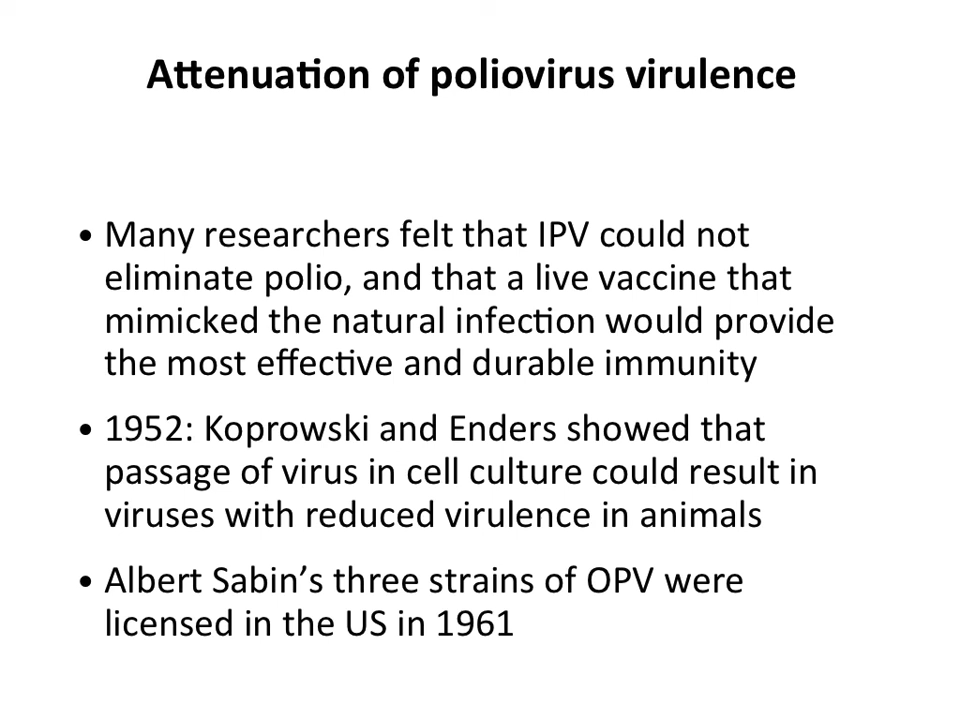 Attenuation of poliovirus virulence
• Many researchers felt that IPV could not
eliminate polio, and that a live vaccine that
mimicked the natural infection would provide
the most effective and durable immunity
• 1952: Koprowski and Enders showed that
passage of virus in cell culture could result in
viruses with reduced virulence in animals
• Albert Sabin’s three strains of OPV were
licensed in the US in 1961